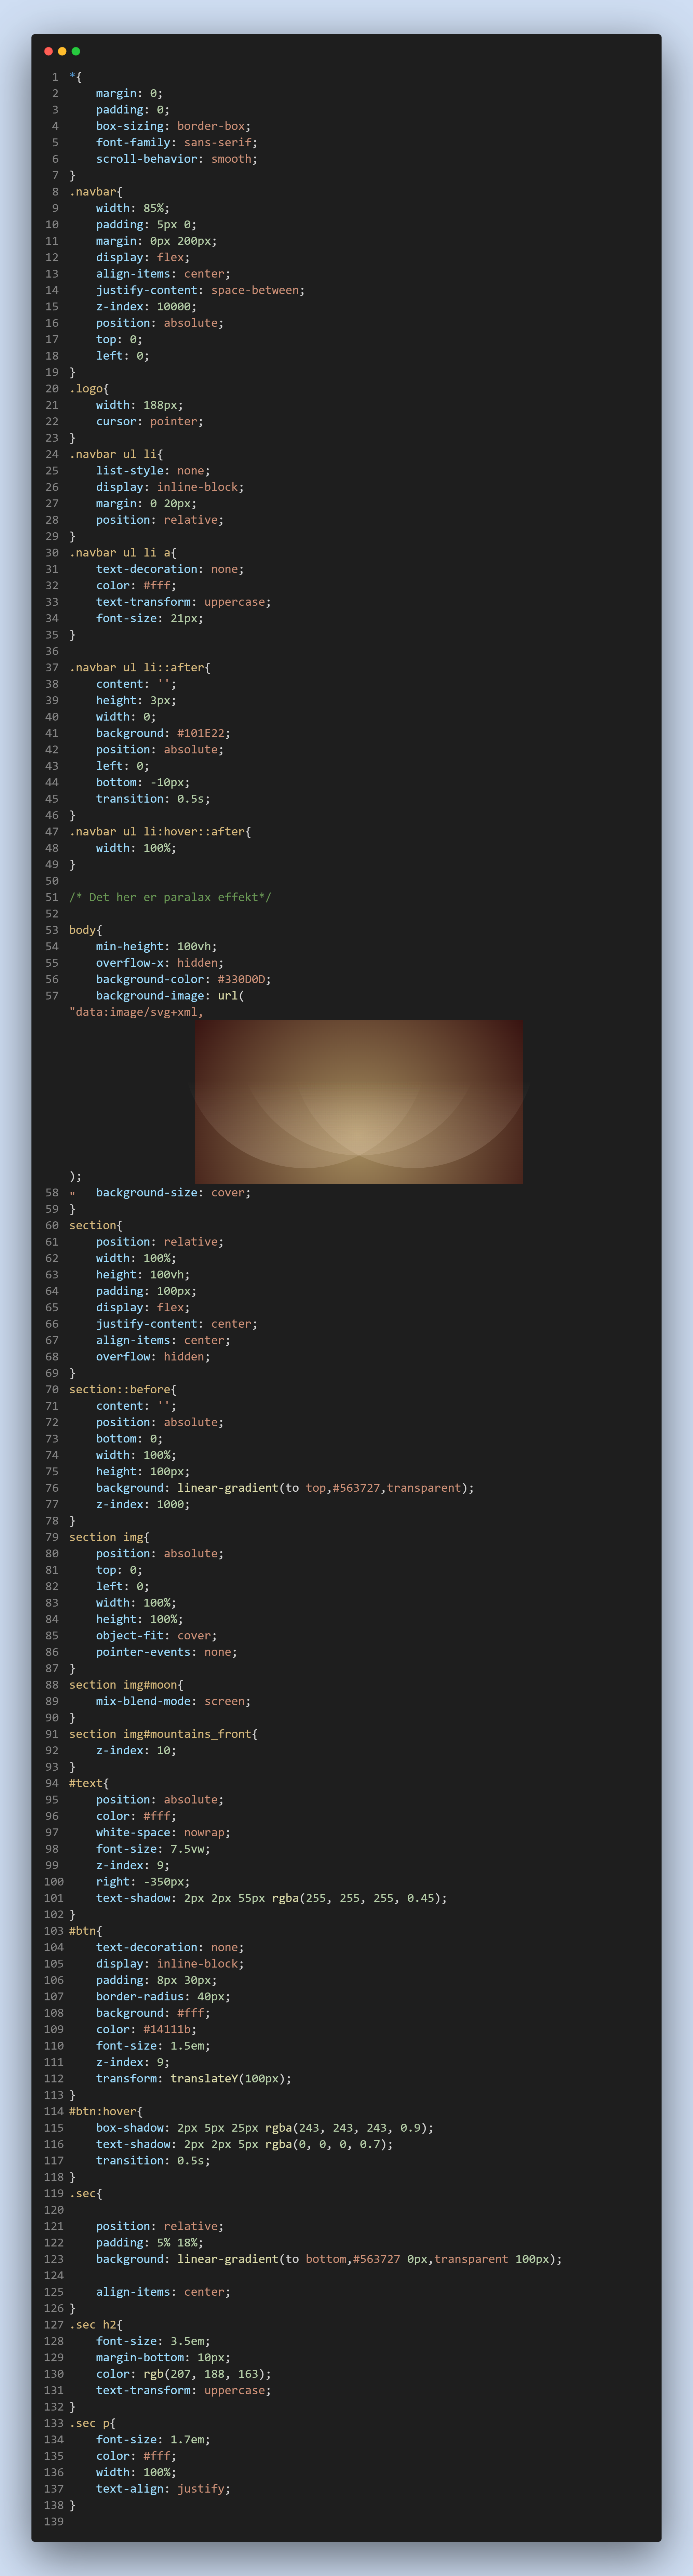 1 *{
2     margin: 0;
3     padding: 0;
4     box-sizing: border-box;
5     font-family: sans-serif;
6     scroll-behavior: smooth;
7 }
8 .navbar{
9     width: 85%;
10     padding: 5px 0;
11     margin: 0px 200px;
12     display: flex;
13     align-items: center;
14     justify-content: space-between;
15     z-index: 10000;
16     position: absolute;
17     top: 0;
18     left: 0;
19 }
20 .logo{
21     width: 188px;
22     cursor: pointer;
23 }
24 .navbar ul li{
25     list-style: none;
26     display: inline-block;
27     margin: 0 20px;
28     position: relative;
29 }
30 .navbar ul li a{
31     text-decoration: none;
32     color: #fff;
33     text-transform: uppercase;
34     font-size: 21px;
35 }
36
37 .navbar ul li::after{
38     content: '';
39     height: 3px;
40     width: 0;
41     background: #101E22;
42     position: absolute;
43     left: 0;
44     bottom: -10px;
45     transition: 0.5s;
46 }
47 .navbar ul li:hover::after{
48     width: 100%;
49 }
50
51 /* Det her er paralax effekt*/
52
53 body{
54     min-height: 100vh;
55     overflow-x: hidden;
56     background-color: #330D0D;
57     background-image: url(
"data:image/svg+xml,
);
58 "   background-size: cover;
59 }
60 section{
61     position: relative;
62     width: 100%;
63     height: 100vh;
64     padding: 100px;
65     display: flex;
66     justify-content: center;
67     align-items: center;
68     overflow: hidden;
69 }
70 section::before{
71     content: '';
72     position: absolute;
73     bottom: 0;
74     width: 100%;
75     height: 100px;
76     background: linear-gradient(to top,#563727,transparent);
77     z-index: 1000;
78 }
79 section img{
80     position: absolute;
81     top: 0;
82     left: 0;
83     width: 100%;
84     height: 100%;
85     object-fit: cover;
86     pointer-events: none;
87 }
88 section img#moon{
89     mix-blend-mode: screen;
90 }
91 section img#mountains_front{
92     z-index: 10;
93 }
94 #text{
95     position: absolute;
96     color: #fff;
97     white-space: nowrap;
98     font-size: 7.5vw;
99     z-index: 9;
100     right: -350px;
101     text-shadow: 2px 2px 55px rgba(255, 255, 255, 0.45);
102 }
103 #btn{
104     text-decoration: none;
105     display: inline-block;
106     padding: 8px 30px;
107     border-radius: 40px;
108     background: #fff;
109     color: #14111b;
110     font-size: 1.5em;
111     z-index: 9;
112     transform: translateY(100px);
113 }
114 #btn:hover{
115     box-shadow: 2px 5px 25px rgba(243, 243, 243, 0.9);
116     text-shadow: 2px 2px 5px rgba(0, 0, 0, 0.7);
117     transition: 0.5s;
118 }
119 .sec{
120
121     position: relative;
122     padding: 5% 18%;
123     background: linear-gradient(to bottom,#563727 0px,transparent 100px);
124
125     align-items: center;
126 }
127 .sec h2{
128     font-size: 3.5em;
129     margin-bottom: 10px;
130     color: rgb(207, 188, 163);
131     text-transform: uppercase;
132 }
133 .sec p{
134     font-size: 1.7em;
135     color: #fff;
136     width: 100%;
137     text-align: justify;
138 }
139